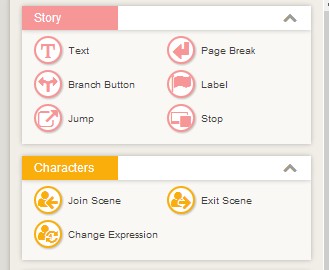 Story
Text Page Break
Branch Button Label
Jump Stop
Characters
Join Scene Exit Scene
Change Expression